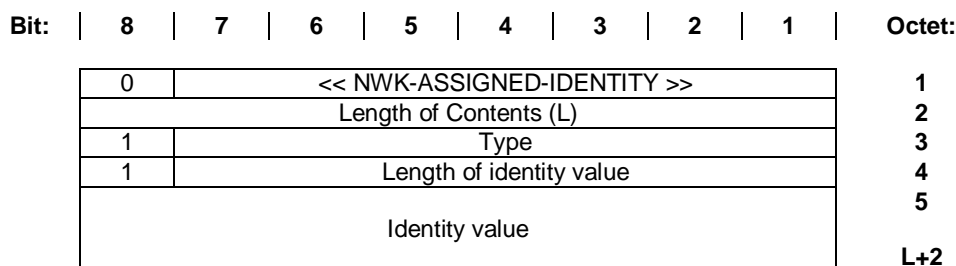 Bit: 8 7 6 5 4 3 2 1 Octet:
0 << NWK-ASSIGNED-IDENTITY >> 1
Length of Contents (L) 2
1 Type 3
1 Length of identity value 4
5
Identity value
L+2